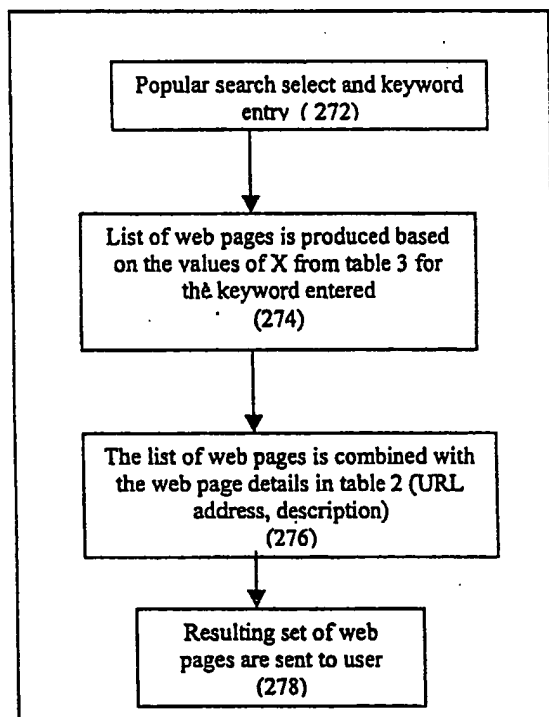 Popular search select and keyword
entry ( 272)
List of web pages is produced based
on the values of X from table 3 for
the keyword entered
(274)
The list of web pages is combined with
the web page details in table 2 (URL
address, description)
(276)
Resulting set of web
pages are sent to user
(278)